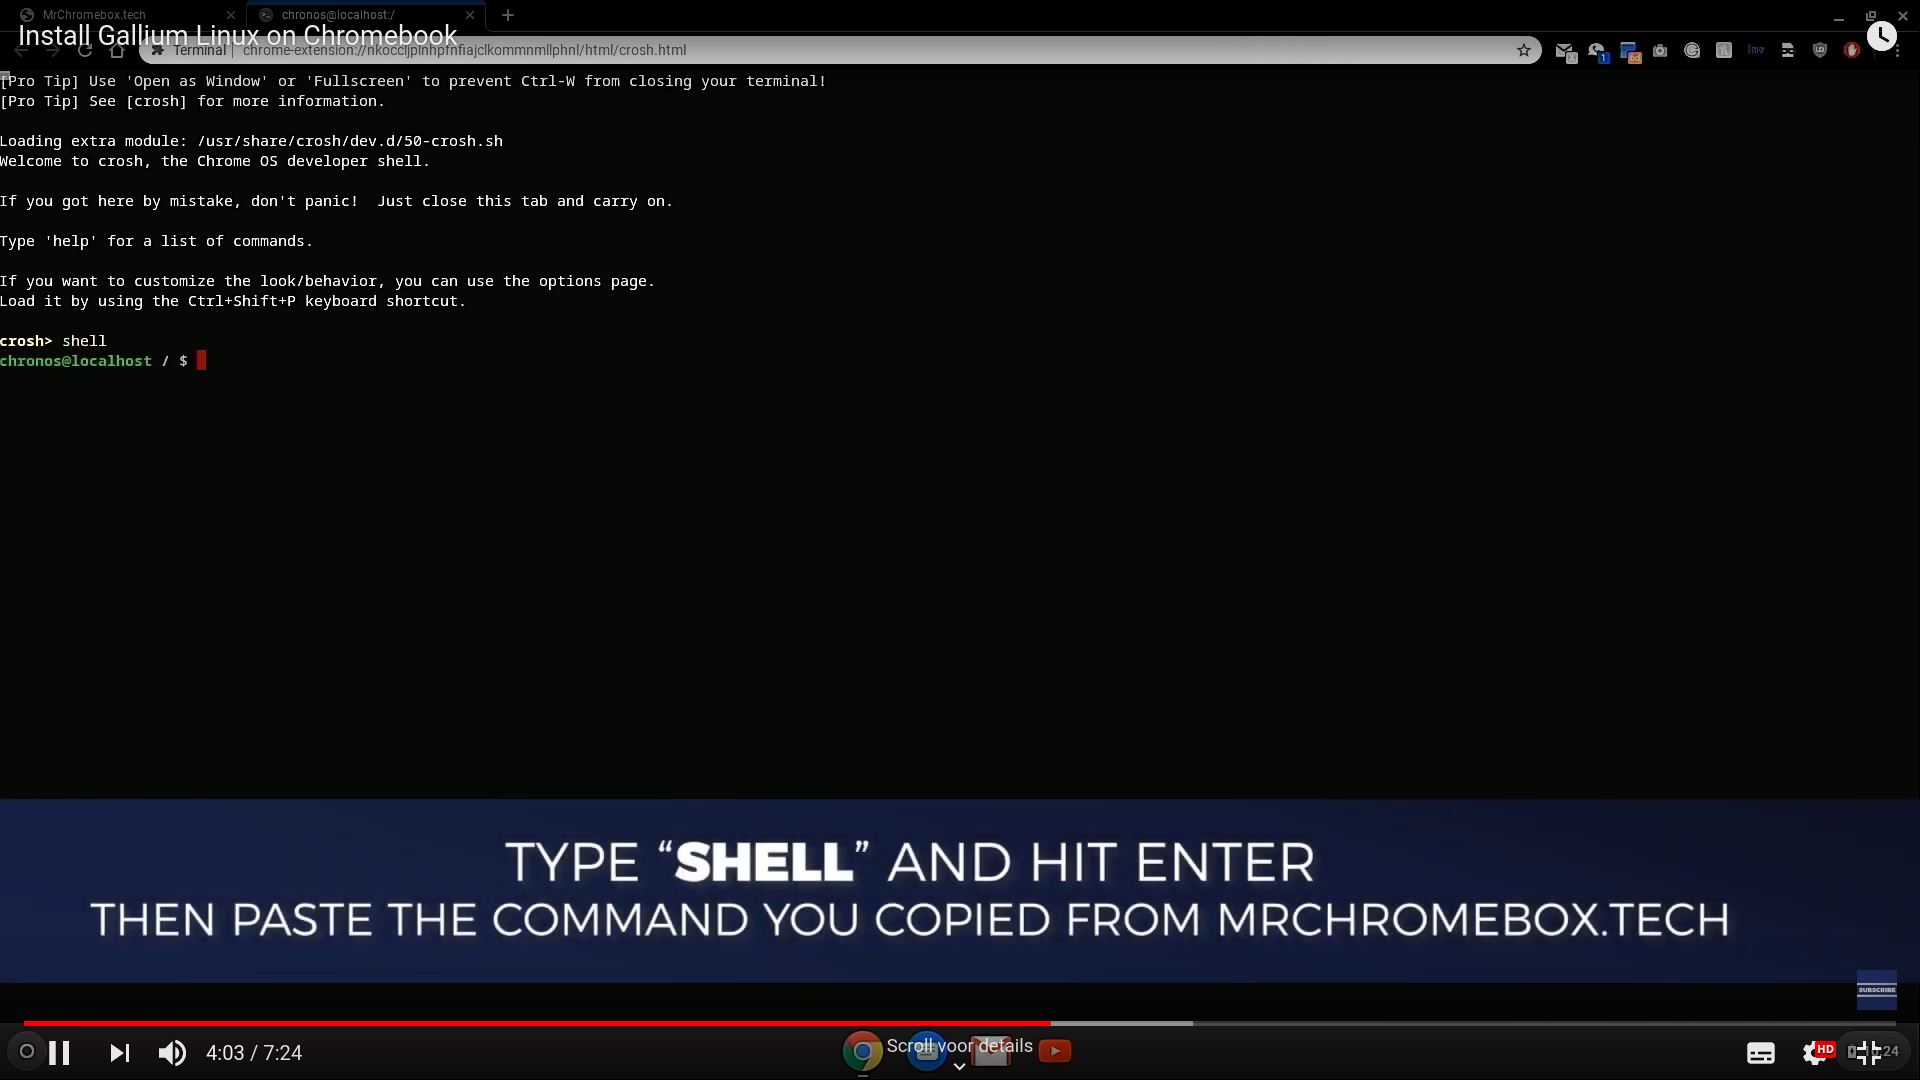 MrChromebox.tech
chronos@localhost:/
Install Gallium Linux on Chromebook
Terminal
chrome-extension://nkoccljplnhpfnfiajclkommnmllphnl/html/crosh.html
[Pro Tip] Use 'Open as Window' or 'Fullscreen' to prevent Ctrl-W from closing your terminal!
[Pro Tip] See [crosh] for more information.
Loading extra module: /usr/share/crosh/dev.d/50-crosh.sh
Welcome to crosh, the Chrome OS developer shell.
If you got here by mistake, don't panic!  Just close this tab and carry on.
Type 'help' for a list of commands.
If you want to customize the look/behavior, you can use the options page.
Load it by using the Ctrl+Shift+P keyboard shortcut.
crosh> shell
chronos@localhost / $
TYPE “SHELL” AND HIT ENTER
THEN PASTE THE COMMAND YOU COPIED FROM MRCHROMEBOX.TECH
SUBSCRIBE
4:03 / 7:24
Scroll voor details
HD